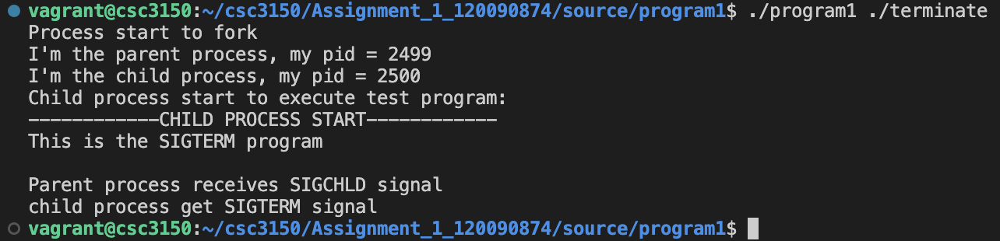 vagrant@csc3150:~/csc3150/Assignment_1_120090874/source/program1$ ./program1 ./terminate
Process start to fork
I'm the parent process, my pid = 2499
I'm the child process, my pid = 2500
Child process start to execute test program:
------------CHILD PROCESS START------------
This is the SIGTERM program

Parent process receives SIGCHLD signal
child process get SIGTERM signal
vagrant@csc3150:~/csc3150/Assignment_1_120090874/source/program1$